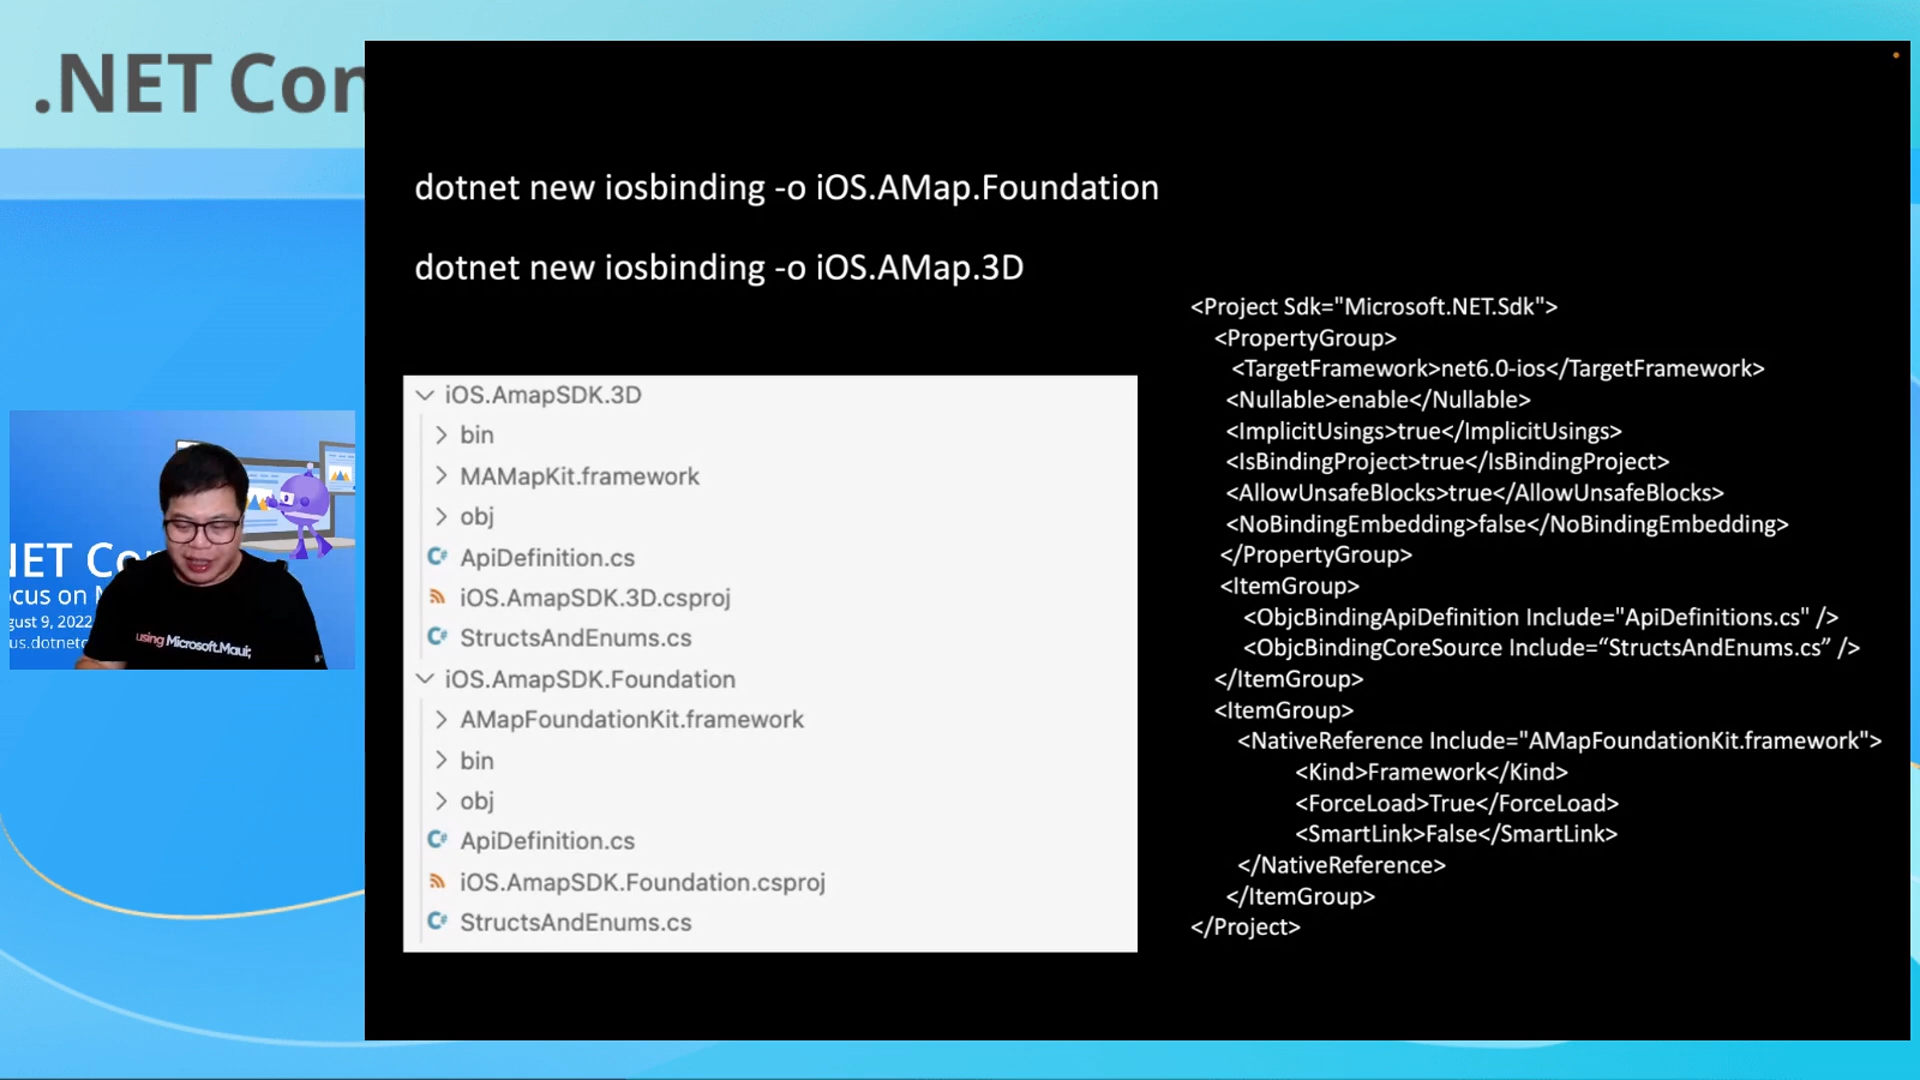 .NET Con
dotnet new iosbinding -o iOS.AMap.Foundation
dotnet new iosbinding -o iOS.AMap.3D
iOS.AmapSDK.3D
bin
MAMapKit.framework
obj
ApiDefinition.cs
iOS.AmapSDK.3D.csproj
StructsAndEnums.cs
iOS.AmapSDK.Foundation
AMapFoundationKit.framework
bin
obj
ApiDefinition.cs
iOS.AmapSDK.Foundation.csproj
StructsAndEnums.cs
<Project Sdk="Microsoft.NET.Sdk">
<PropertyGroup>
<TargetFramework>net6.0-ios</TargetFramework>
<Nullable>enable</Nullable>
<ImplicitUsings>true</ImplicitUsings>
<IsBindingProject>true</IsBindingProject>
<AllowUnsafeBlocks>true</AllowUnsafeBlocks>
<NoBindingEmbedding>false</NoBindingEmbedding>
</PropertyGroup>
<ItemGroup>
<ObjcBindingApiDefinition Include="ApiDefinitions.cs" />
<ObjcBindingCoreSource Include=“StructsAndEnums.cs” />
</ItemGroup>
<ItemGroup>
<NativeReference Include="AMapFoundationKit.framework">
<Kind>Framework</Kind>
<ForceLoad>True</ForceLoad>
<SmartLink>False</SmartLink>
</NativeReference>
</ItemGroup>
</Project>
NET Co
ocus on M
gust 9, 2022
us.dotnetc
using Microsoft.Maui;